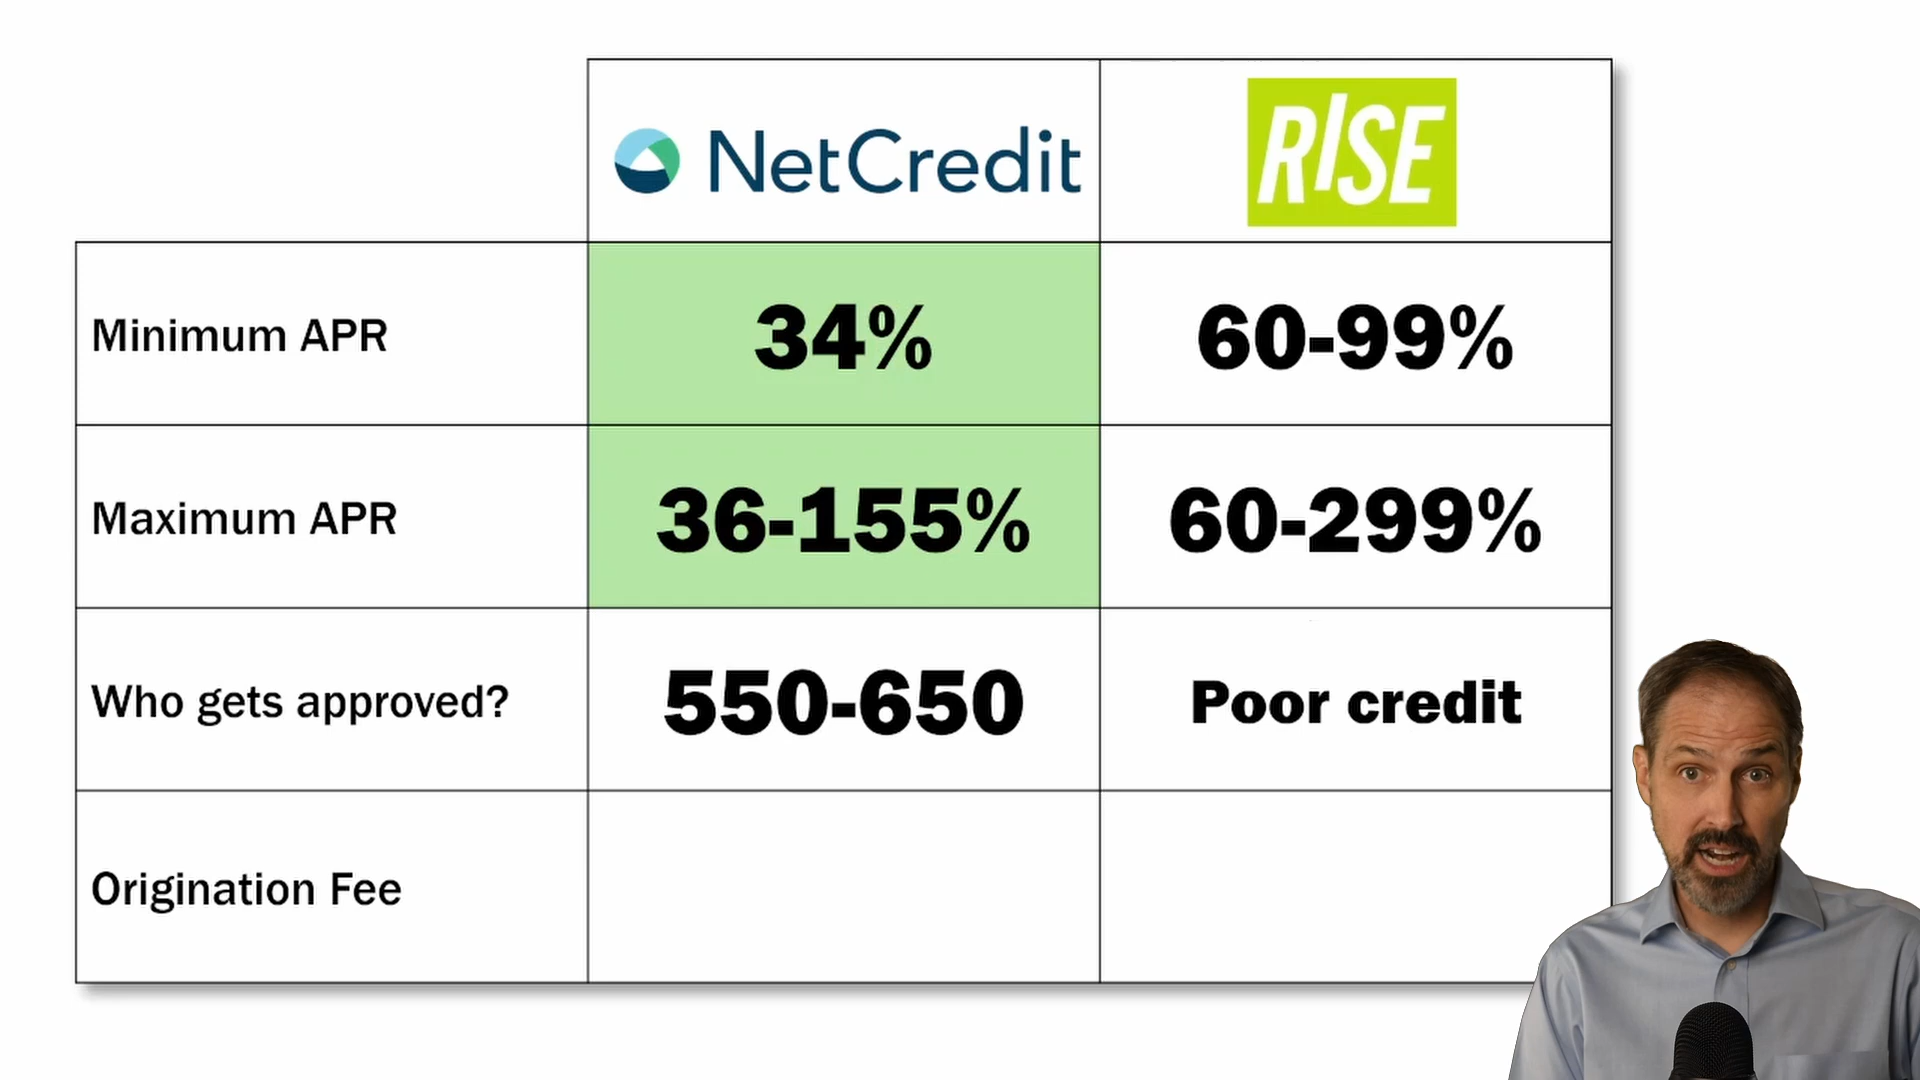 NetCredit
RISE
Minimum APR
34%
60-99%
Maximum APR
36-155%
60-299%
Who gets approved?
550-650
Poor credit
Origination Fee